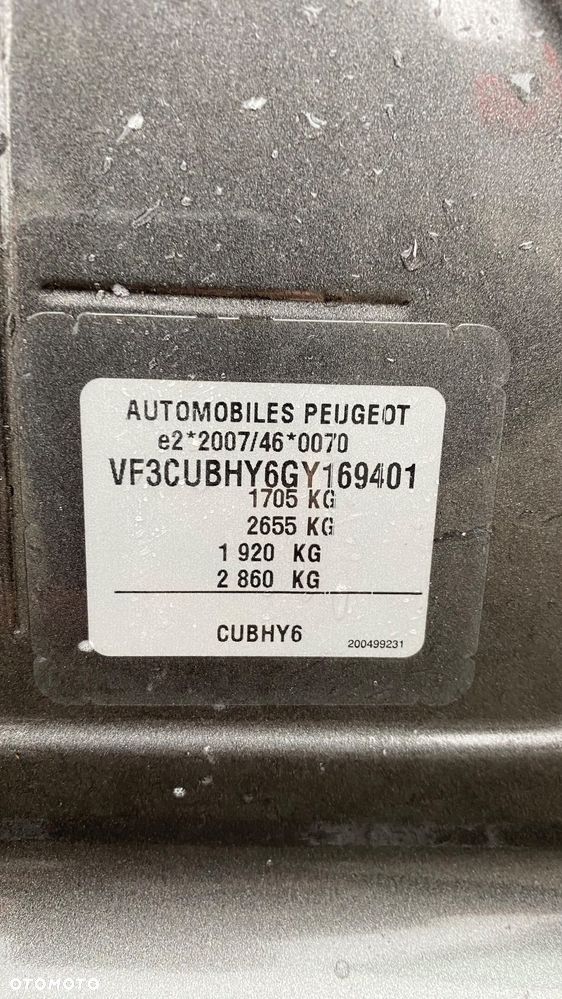 AUTOMOBILES PEUGEOT
e2*2007/46*0070
VF3CUBHY6GY169401
1705 KG
2655 KG
1 920 KG
2 860 KG
CUBHY6
200499231
OTOMOTO